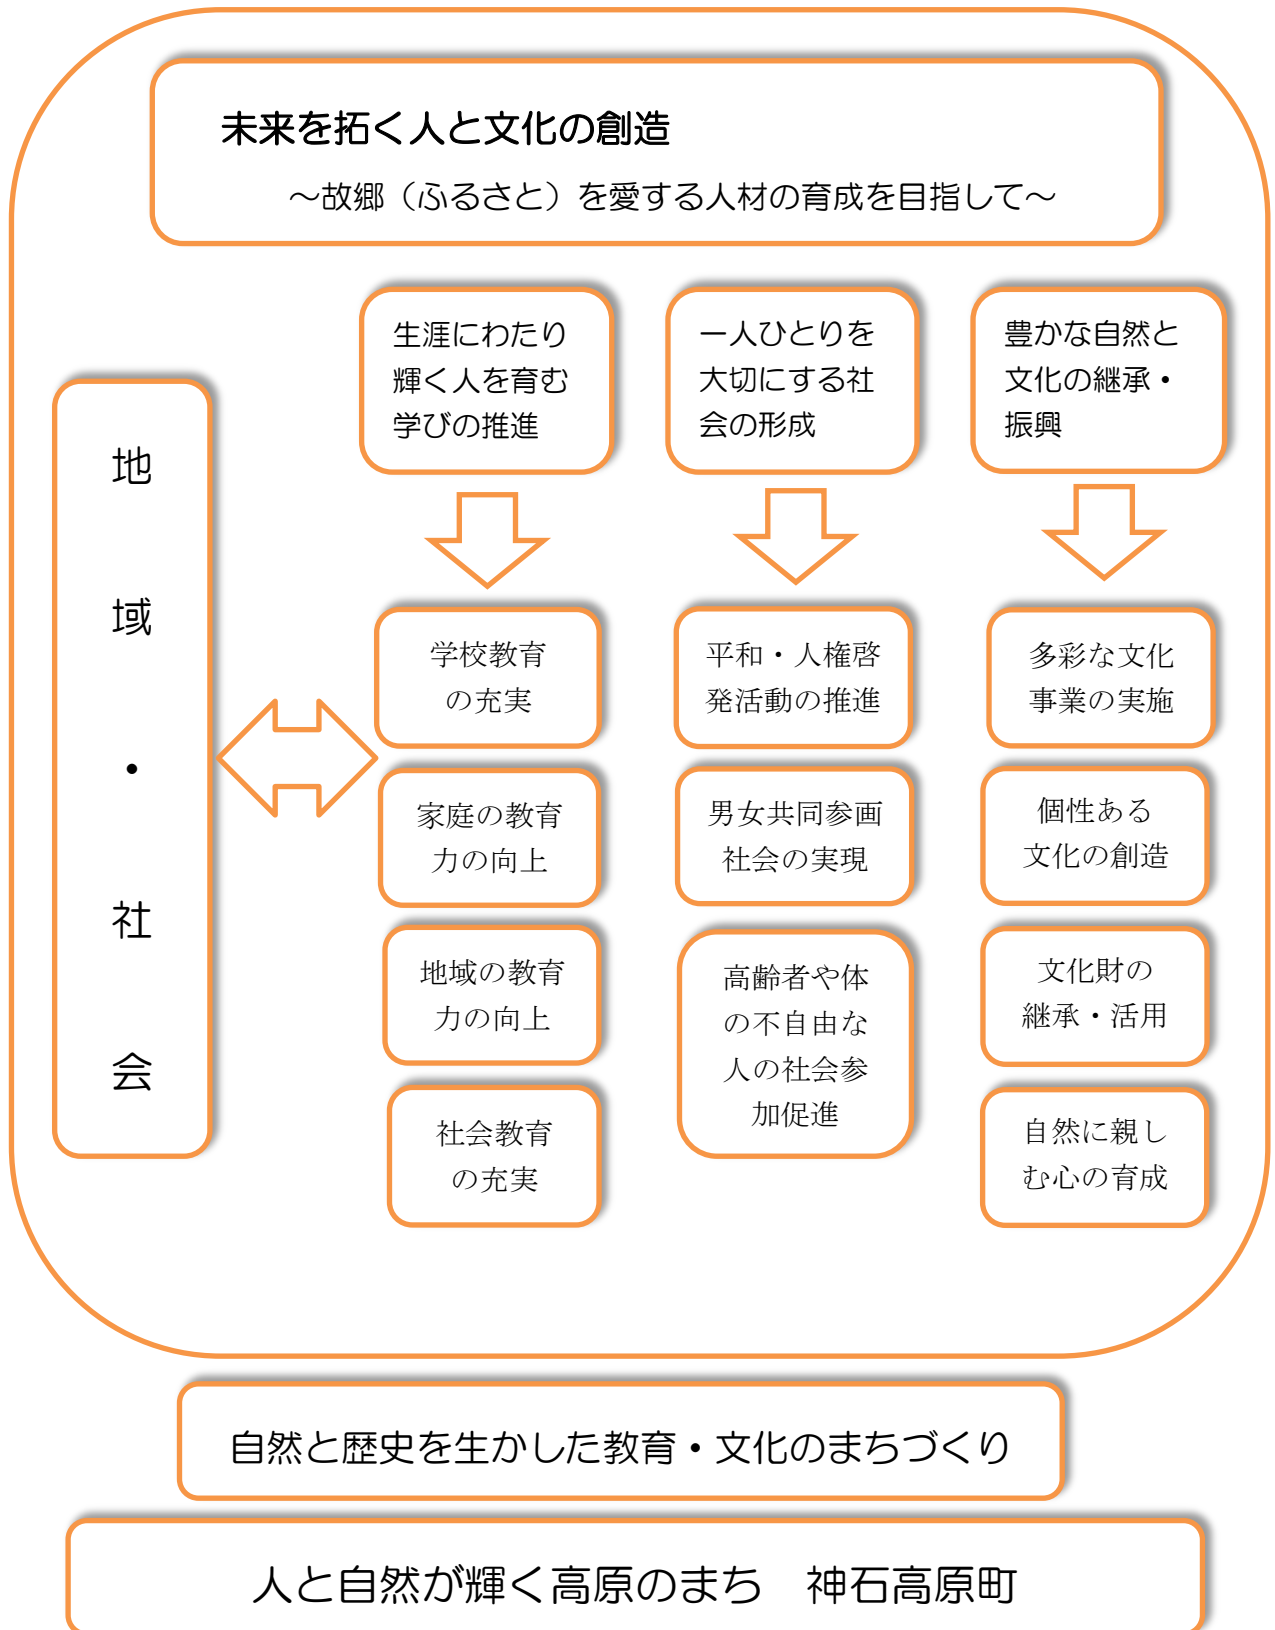 未来を拓く人と文化の創造
～故郷（ふるさと）を愛する人材の育成を目指して～
生涯にわたり
輝く人を育む
学びの推進
一人ひとりを
大切にする社
会の形成
豊かな自然と
文化の継承・
振興
地
域
・
社
会
学校教育
の充実
家庭の教育
力の向上
地域の教育
力の向上
社会教育
の充実
平和・人権啓
発活動の推進
男女共同参画
社会の実現
高齢者や体
の不自由な
人の社会参
加促進
多彩な文化
事業の実施
個性ある
文化の創造
文化財の
継承・活用
自然に親し
む心の育成
自然と歴史を生かした教育・文化のまちづくり
人と自然が輝く高原のまち　神石高原町